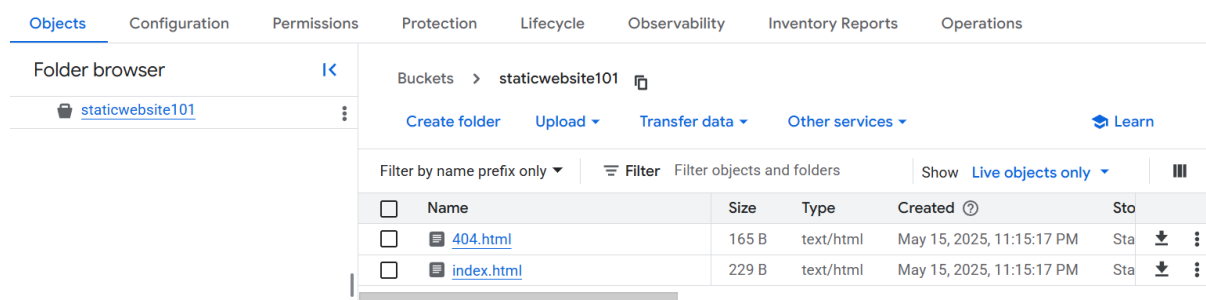 Objects Configuration Permissions Protection Lifecycle Observability Inventory Reports Operations
Folder browser
staticwebsite101
Buckets > staticwebsite101
Create folder Upload Transfer data Other services Learn
Filter by name prefix only Filter Filter objects and folders Show Live objects only
Name Size Type Created Sto
404.html 165 B text/html May 15, 2025, 11:15:17 PM Sta
index.html 229 B text/html May 15, 2025, 11:15:17 PM Sta